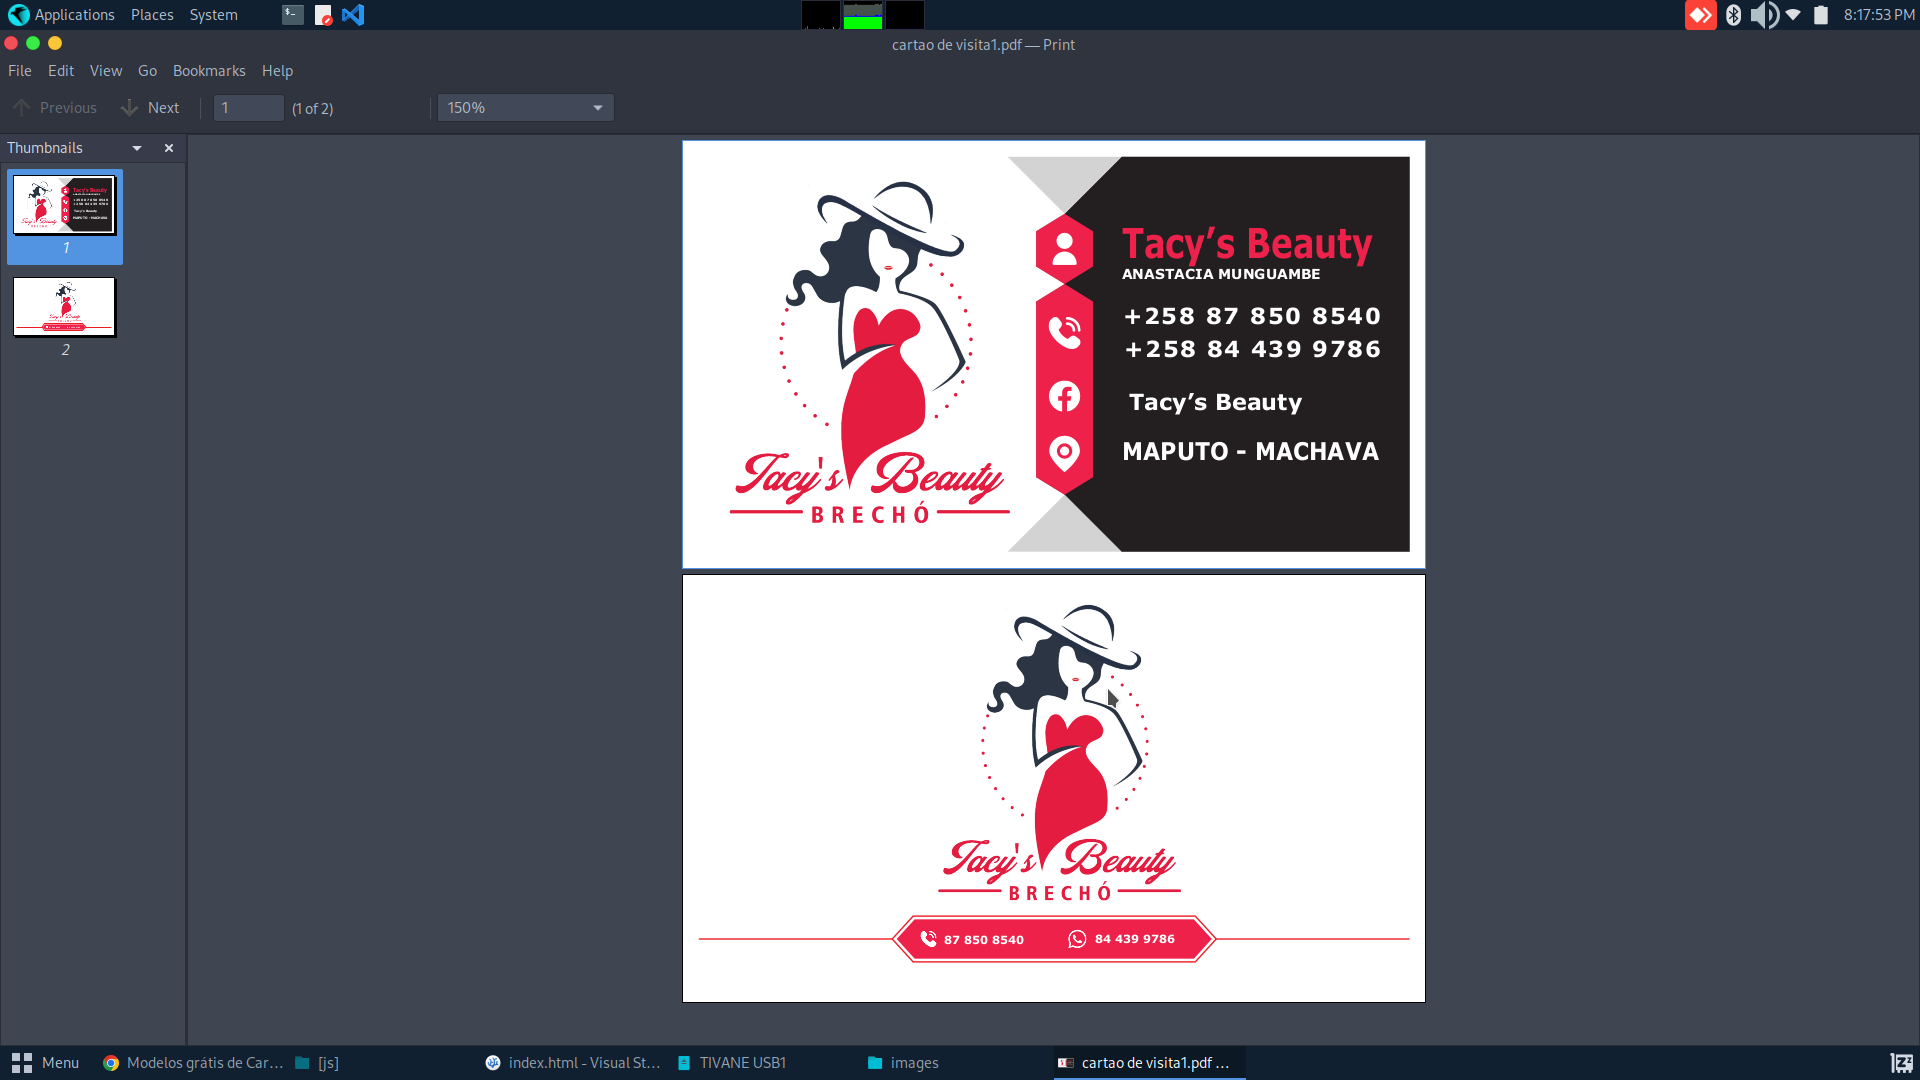 Applications Places System
8:17:53 PM
cartao de visita1.pdf — Print
File Edit View Go Bookmarks Help
Previous Next 1 (1 of 2) 150%
Thumbnails
1
2
Tacy's Beauty
BRECHÓ
Tacy’s Beauty
ANASTACIA MUNGUAMBE
+258 87 850 8540
+258 84 439 9786
Tacy’s Beauty
MAPUTO - MACHAVA
Tacy's Beauty
BRECHÓ
87 850 8540 84 439 9786
Menu Modelos grátis de Car… [js] index.html - Visual St… TIVANE USB1 images cartao de visita1.pdf …